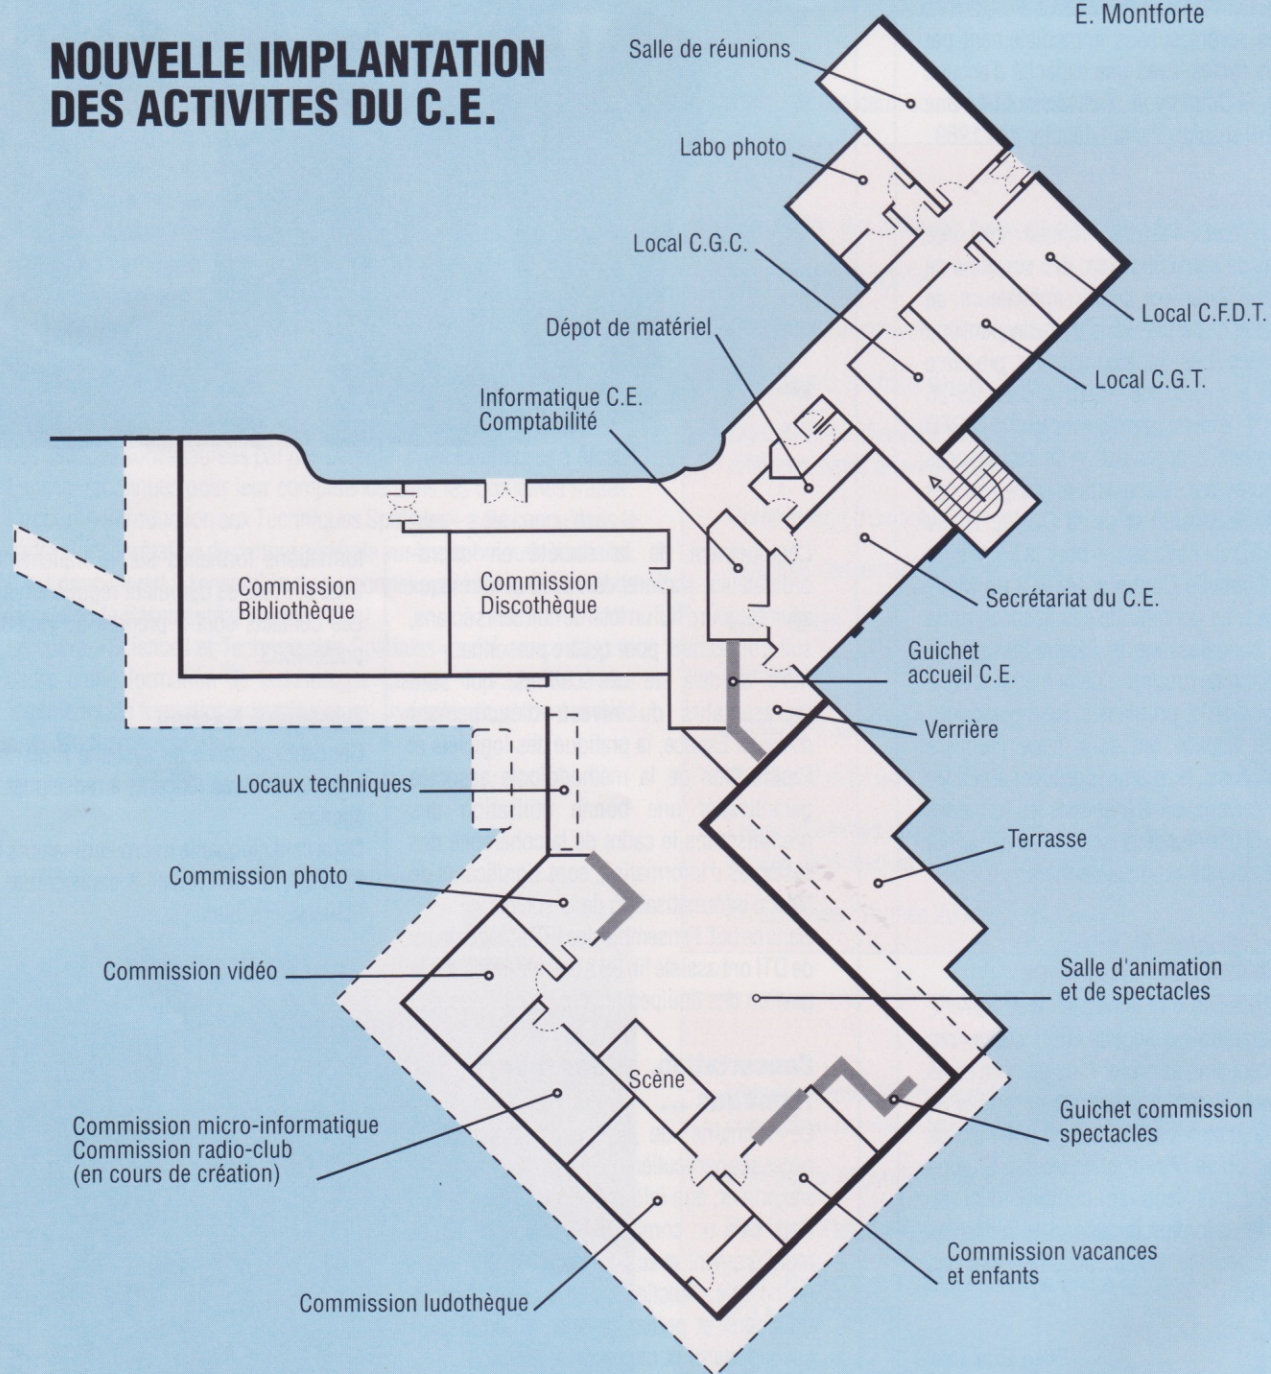 E. Montforte
NOUVELLE IMPLANTATION
DES ACTIVITES DU C.E.
Salle de réunions
Labo photo
Local C.G.C.
Local C.F.D.T.
Dépot de matériel
Local C.G.T.
Informatique C.E.
Comptabilité
Commission
Bibliothèque
Commission
Discothèque
Secrétariat du C.E.
Guichet
accueil C.E.
Verrière
Locaux techniques
Terrasse
Commission photo
Commission vidéo
Salle d'animation
et de spectacles
Scène
Guichet commission
spectacles
Commission micro-informatique
Commission radio-club
(en cours de création)
Commission vacances
et enfants
Commission ludothèque